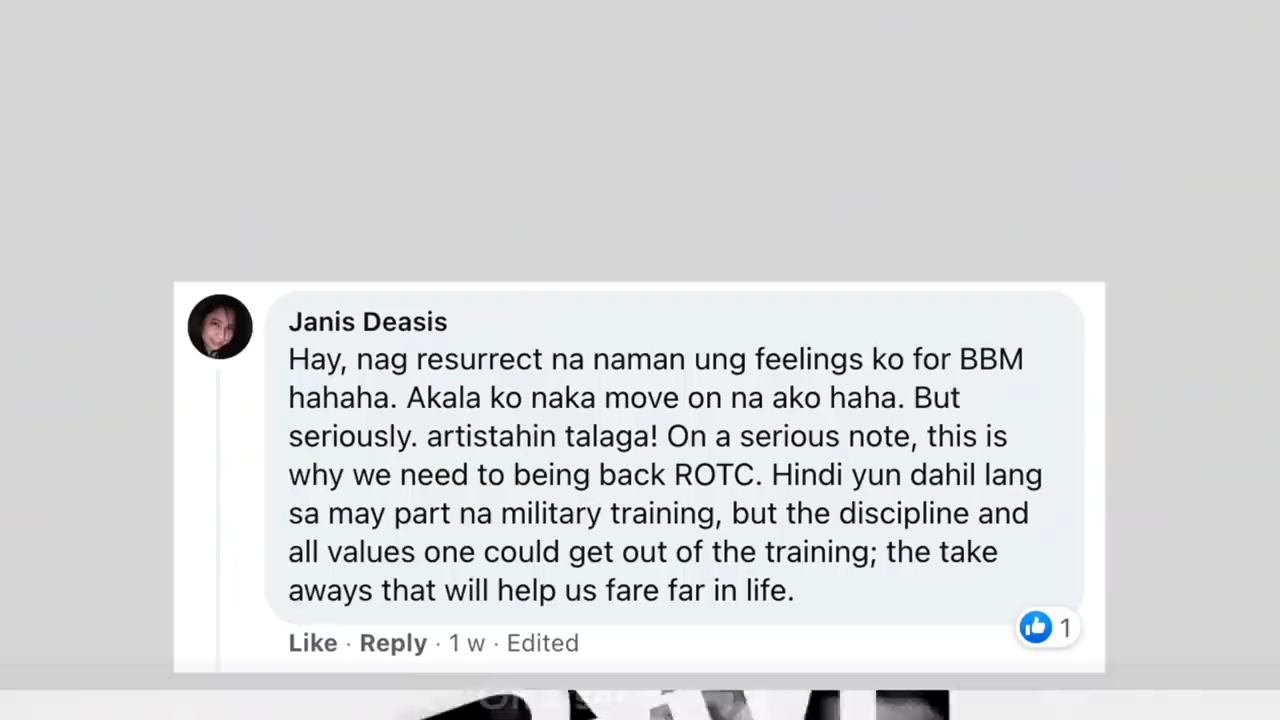 Janis Deasis
Hay, nag resurrect na naman ung feelings ko for BBM
hahaha. Akala ko naka move on na ako haha. But
seriously. artistahin talaga! On a serious note, this is
why we need to being back ROTC. Hindi yun dahil lang
sa may part na military training, but the discipline and
all values one could get out of the training; the take
aways that will help us fare far in life.
Like · Reply · 1 w · Edited
1